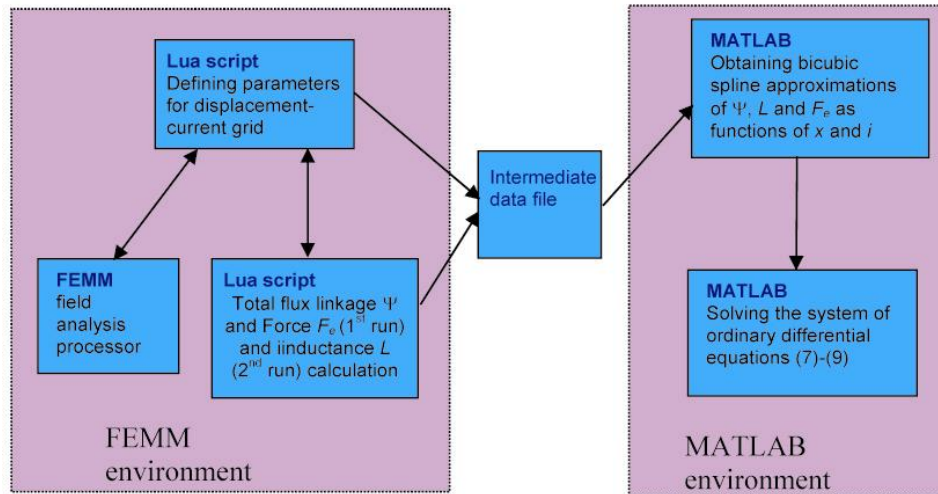 Lua script
Defining parameters
for displacement-
current grid
FEMM
field
analysis
processor
Lua script
Total flux linkage Ψ
and Force Fe (1st run)
and iinductance L
(2nd run) calculation
FEMM
environment
Intermediate
data file
MATLAB
Obtaining bicubic
spline approximations
of Ψ, L and Fe as
functions of x and i
MATLAB
Solving the system of
ordinary differential
equations (7)-(9)
MATLAB
environment